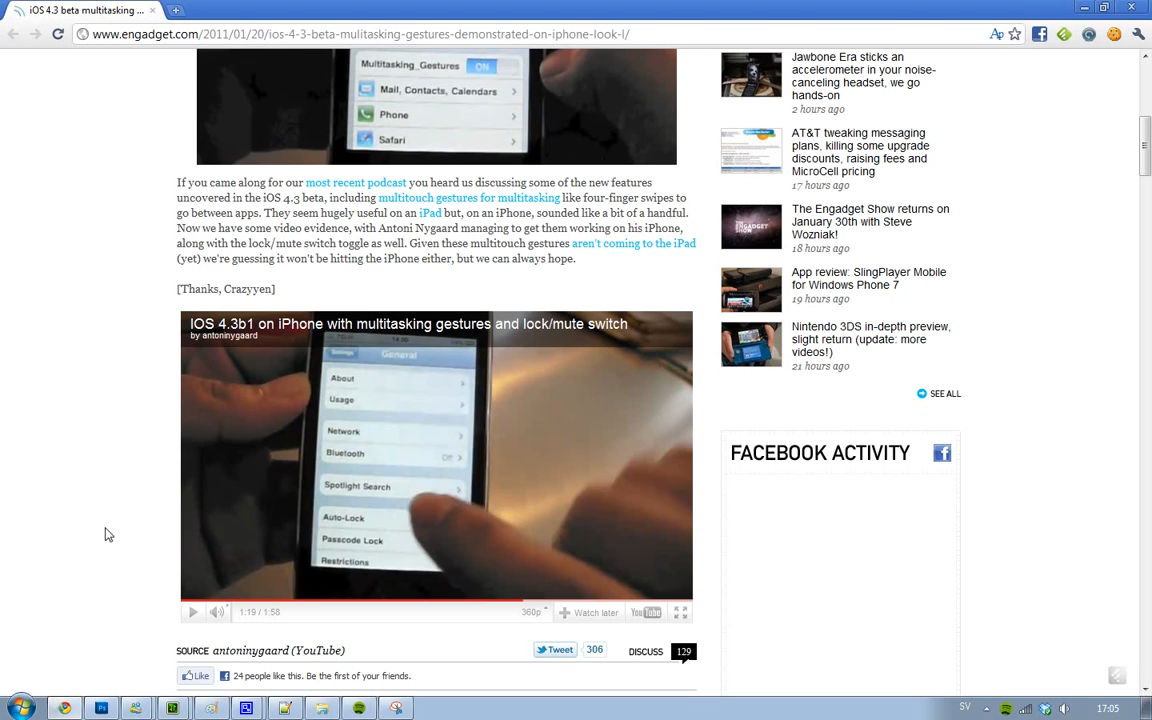 iOS 4.3 beta multitasking ...
www.engadget.com/2011/01/20/ios-4-3-beta-mulitasking-gestures-demonstrated-on-iphone-look-l/
Multitasking_Gestures ON
Mail, Contacts, Calendars
Phone
Safari
If you came along for our most recent podcast you heard us discussing some of the new features
uncovered in the iOS 4.3 beta, including multitouch gestures for multitasking like four-finger swipes to
go between apps. They seem hugely useful on an iPad but, on an iPhone, sounded like a bit of a handful.
Now we have some video evidence, with Antoni Nygaard managing to get them working on his iPhone,
along with the lock/mute switch toggle as well. Given these multitouch gestures aren't coming to the iPad
(yet) we're guessing it won't be hitting the iPhone either, but we can always hope.
[Thanks, Crazyyen]
IOS 4.3b1 on iPhone with multitasking gestures and lock/mute switch
by antoninygaard
14.00
Settings
General
About
Usage
Network
Bluetooth Off
Spotlight Search
Auto-Lock
Passcode Lock
Restrictions
1:19 / 1:58
360p
Watch later
YouTube
SOURCE antoninygaard (YouTube)
Tweet 306
DISCUSS 129
Like
24 people like this. Be the first of your friends.
Jawbone Era sticks an
accelerometer in your noise-
canceling headset, we go
hands-on
2 hours ago
AT&T tweaking messaging
plans, killing some upgrade
discounts, raising fees and
MicroCell pricing
17 hours ago
The Engadget Show returns on
January 30th with Steve
Wozniak!
18 hours ago
App review: SlingPlayer Mobile
for Windows Phone 7
19 hours ago
Nintendo 3DS in-depth preview,
slight return (update: more
videos!)
21 hours ago
SEE ALL
FACEBOOK ACTIVITY
SV
17:05